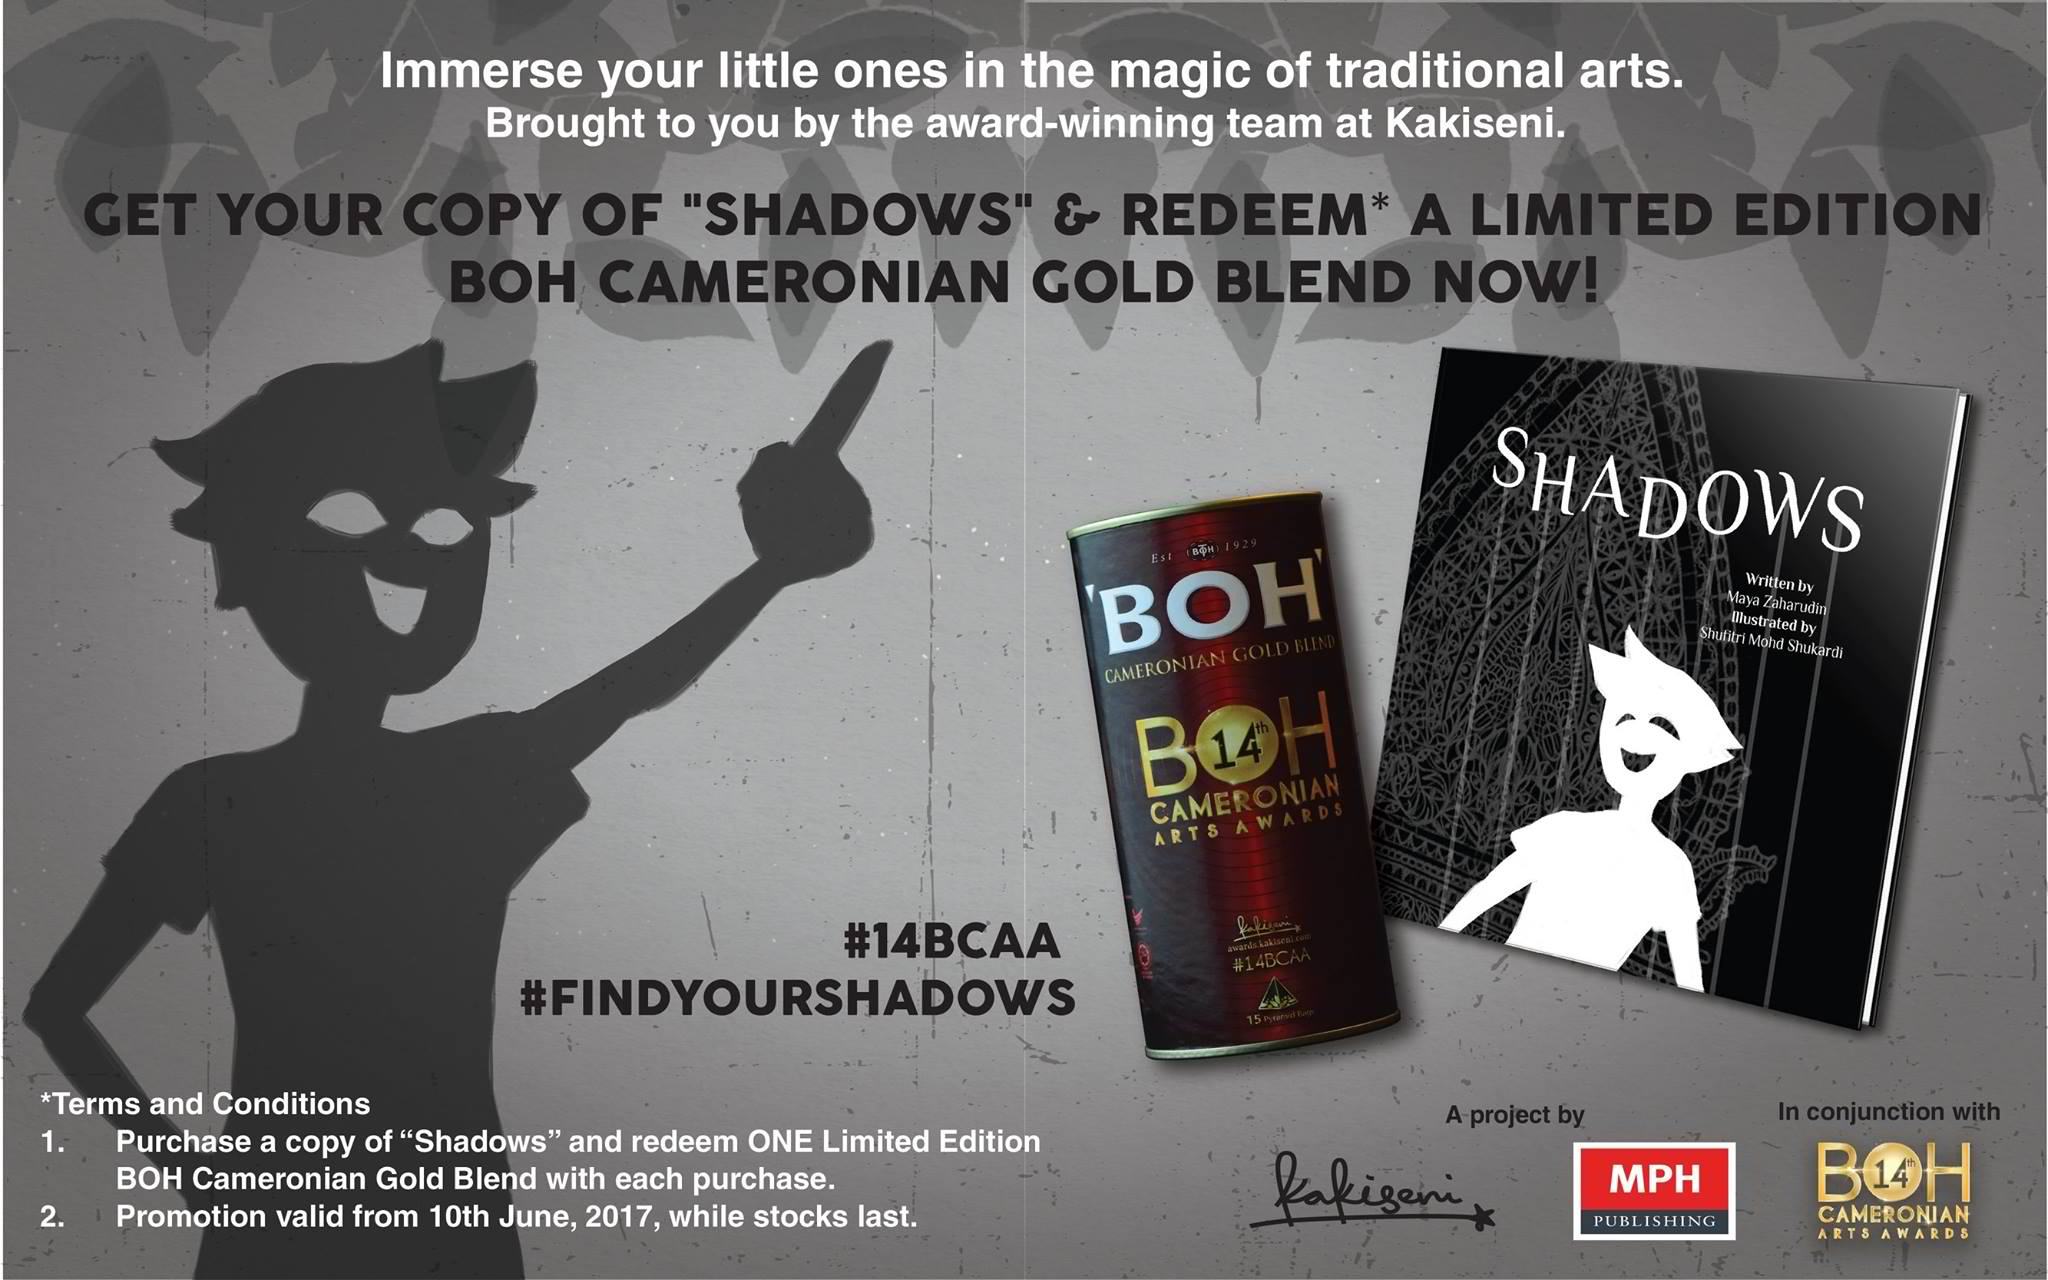 Immerse your little ones in the magic of traditional arts.
Brought to you by the award-winning team at Kakiseni.
GET YOUR COPY OF "SHADOWS" & REDEEM* A LIMITED EDITION
BOH CAMERONIAN GOLD BLEND NOW!
SHADOWS
Written by
Maya Zaharudin
Illustrated by
Shufitri Mohd Shukardi
Est BOH 1929
'BOH'
CAMERONIAN GOLD BLEND
BOH 14th
CAMERONIAN
ARTS AWARDS
kakiseni
awards.kakiseni.com
#14BCAA
15 Pyramid Bags
#14BCAA
#FINDYOURSHADOWS
*Terms and Conditions
1. Purchase a copy of “Shadows” and redeem ONE Limited Edition
BOH Cameronian Gold Blend with each purchase.
2. Promotion valid from 10th June, 2017, while stocks last.
A project by
kakiseni
MPH
PUBLISHING
In conjunction with
BOH 14th
CAMERONIAN
ARTS AWARDS